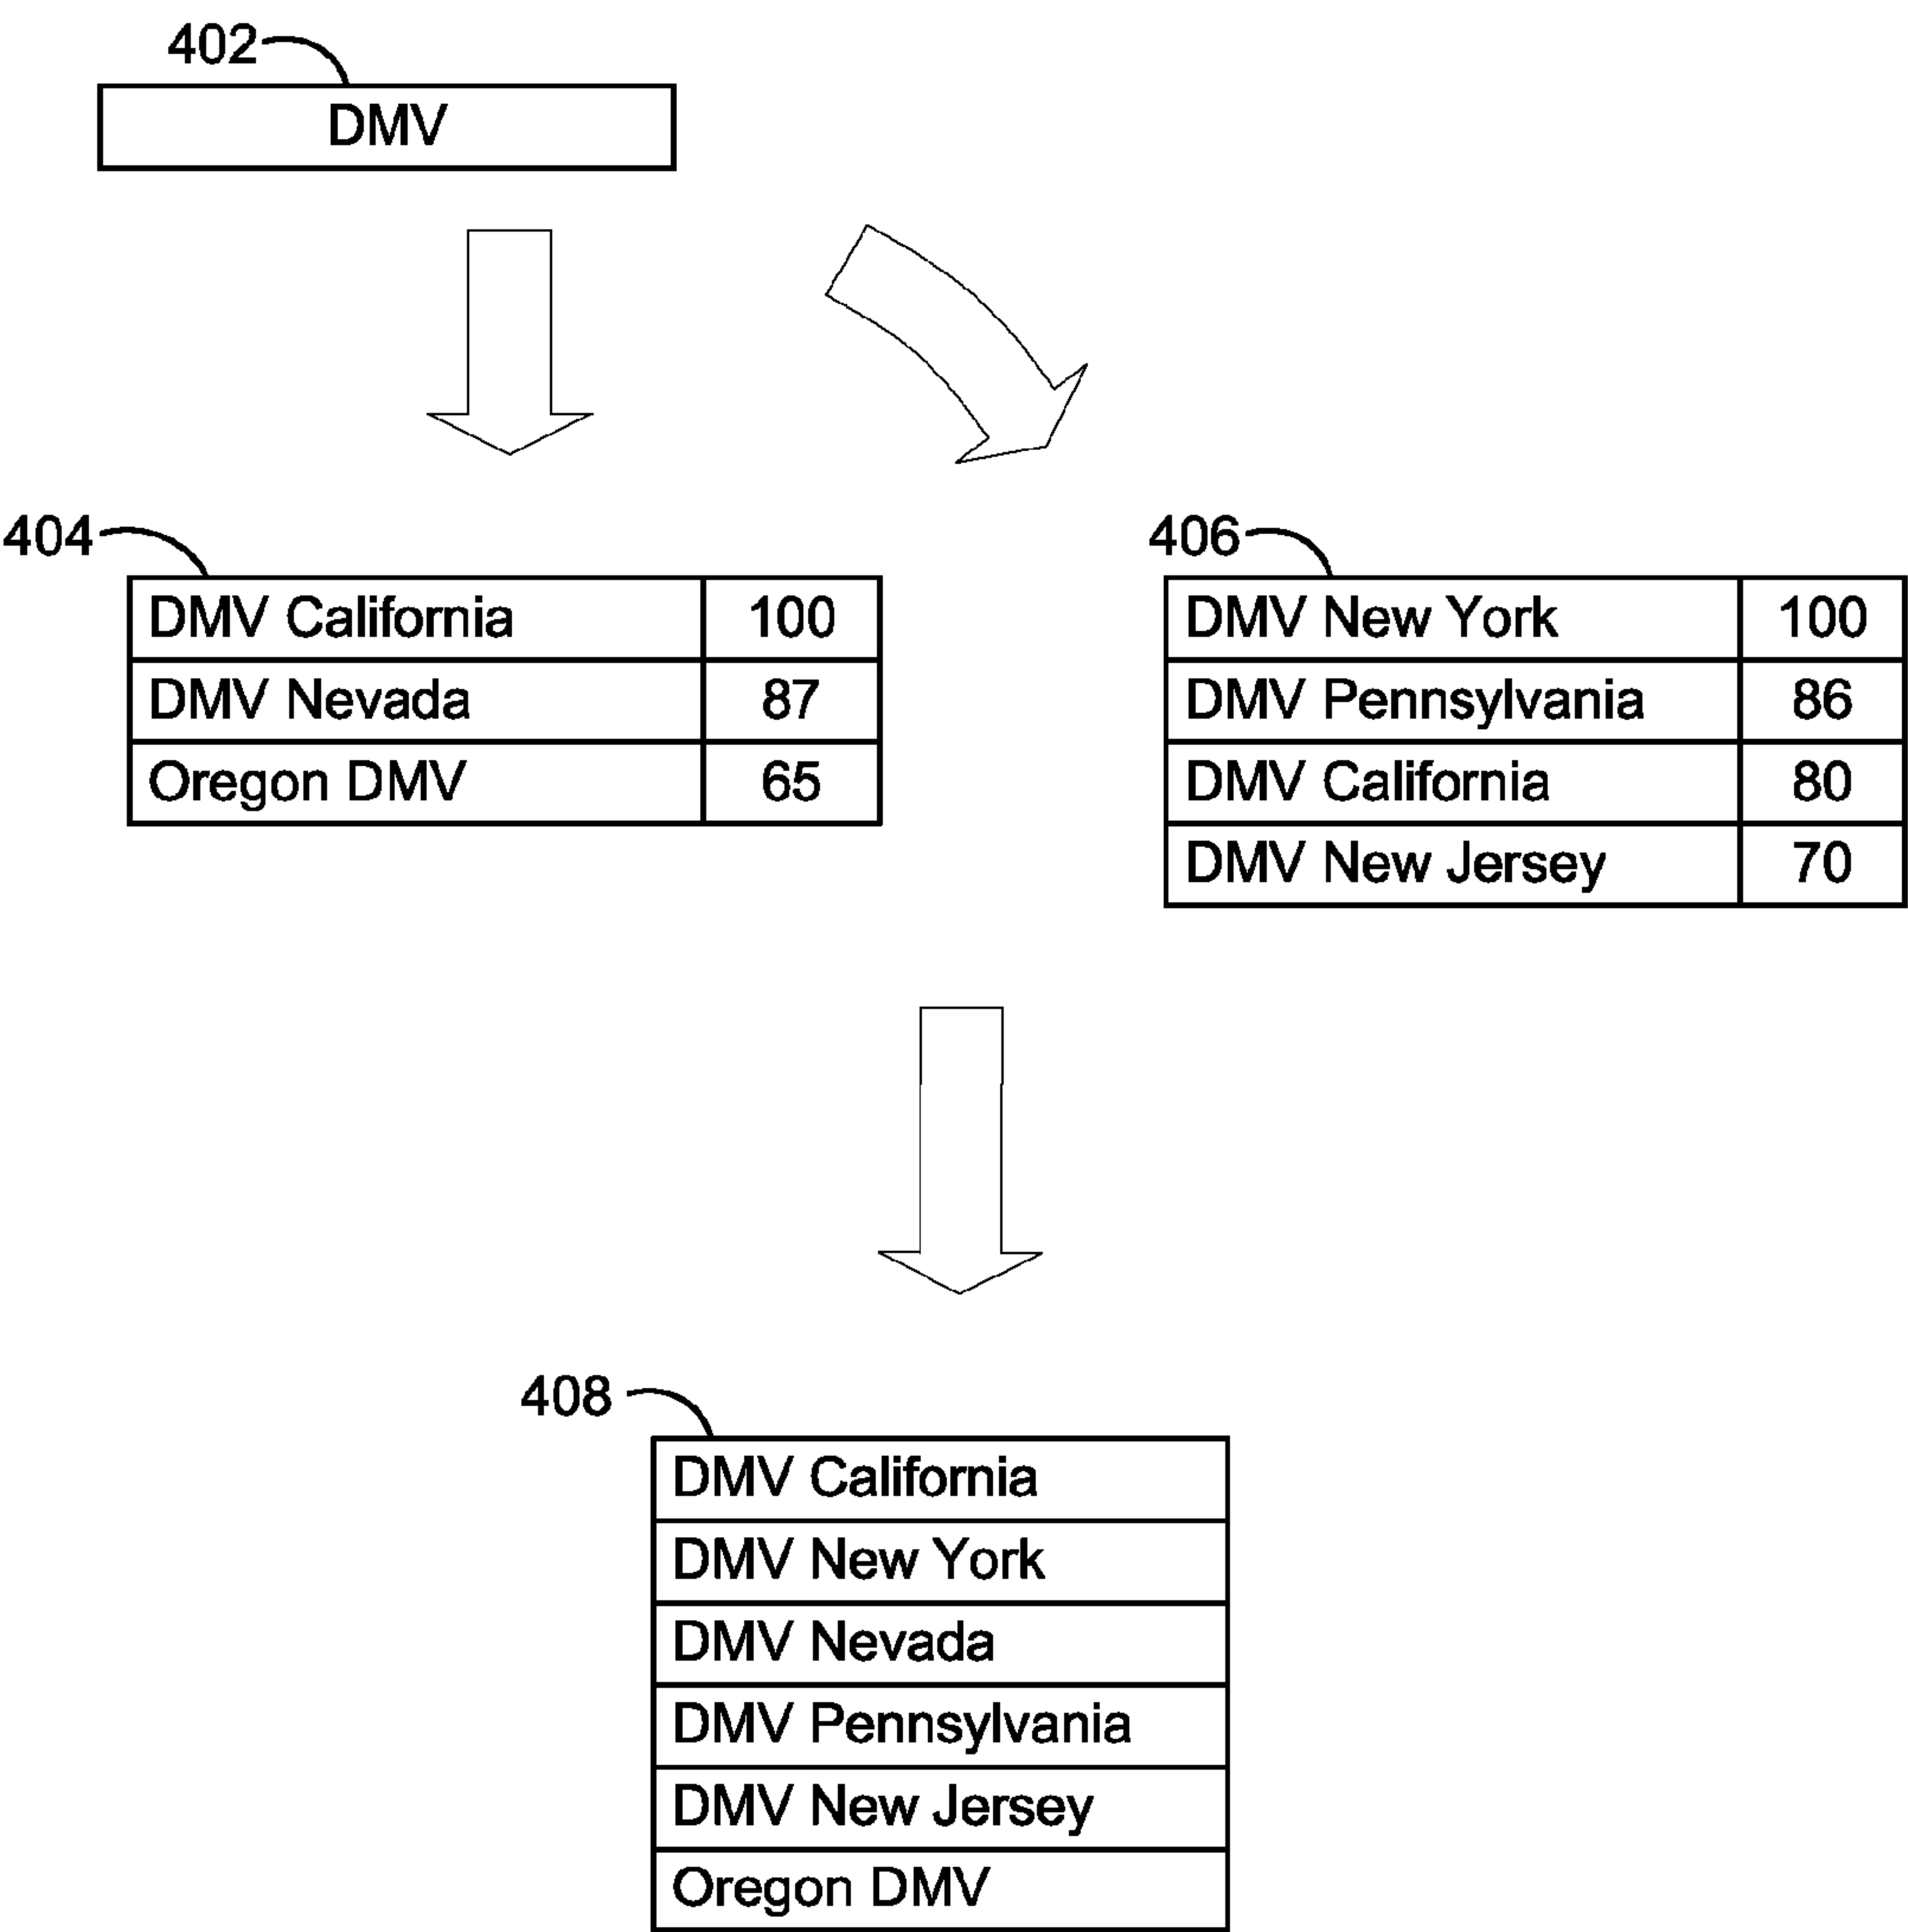 402
DMV
404
DMV California 100
DMV Nevada 87
Oregon DMV 65
406
DMV New York 100
DMV Pennsylvania 86
DMV California 80
DMV New Jersey 70
408
DMV California
DMV New York
DMV Nevada
DMV Pennsylvania
DMV New Jersey
Oregon DMV